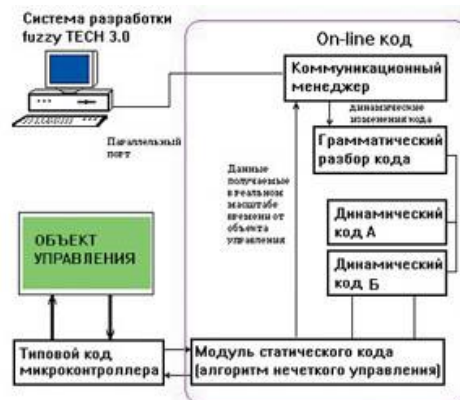 Система разработки
fuzzy TECH 3.0
On-line код
Коммуникационный
менеджер
динамические
изменения кода
Параллельный
порт
Грамматический
разбор кода
Данные
получаемые
в реальном
масштабе
времени от
объекта
управления
Динамический
код А
ОБЪЕКТ
УПРАВЛЕНИЯ
Динамический
код Б
Типовой код
микроконтроллера
Модуль статического кода
(алгоритм нечеткого управления)